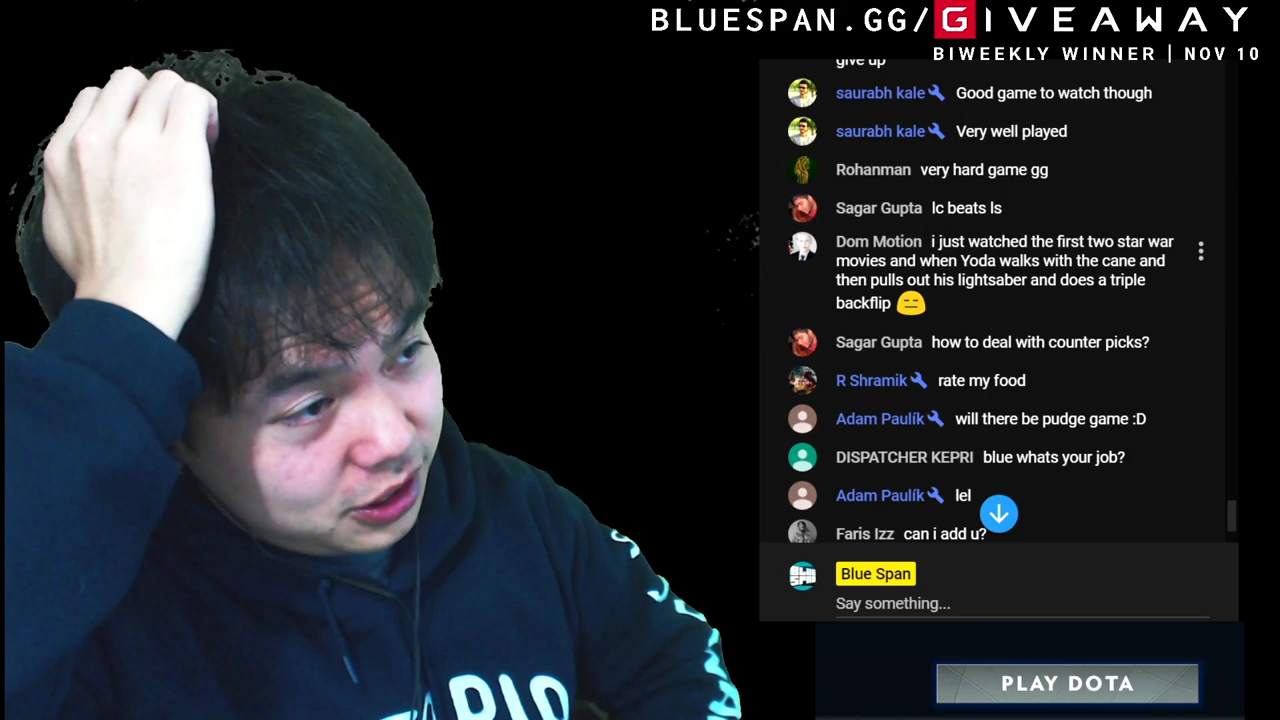 BLUESPAN.GG/GIVEAWAY
BIWEEKLY WINNER | NOV 10
give up
saurabh kale Good game to watch though
saurabh kale Very well played
Rohanman very hard game gg
Sagar Gupta lc beats ls
Dom Motion i just watched the first two star war
movies and when Yoda walks with the cane and
then pulls out his lightsaber and does a triple
backflip
Sagar Gupta how to deal with counter picks?
R Shramik rate my food
Adam Paulík will there be pudge game :D
DISPATCHER KEPRI blue whats your job?
Adam Paulík lel
Faris Izz can i add u?
Blue Span
Say something...
PLAY DOTA